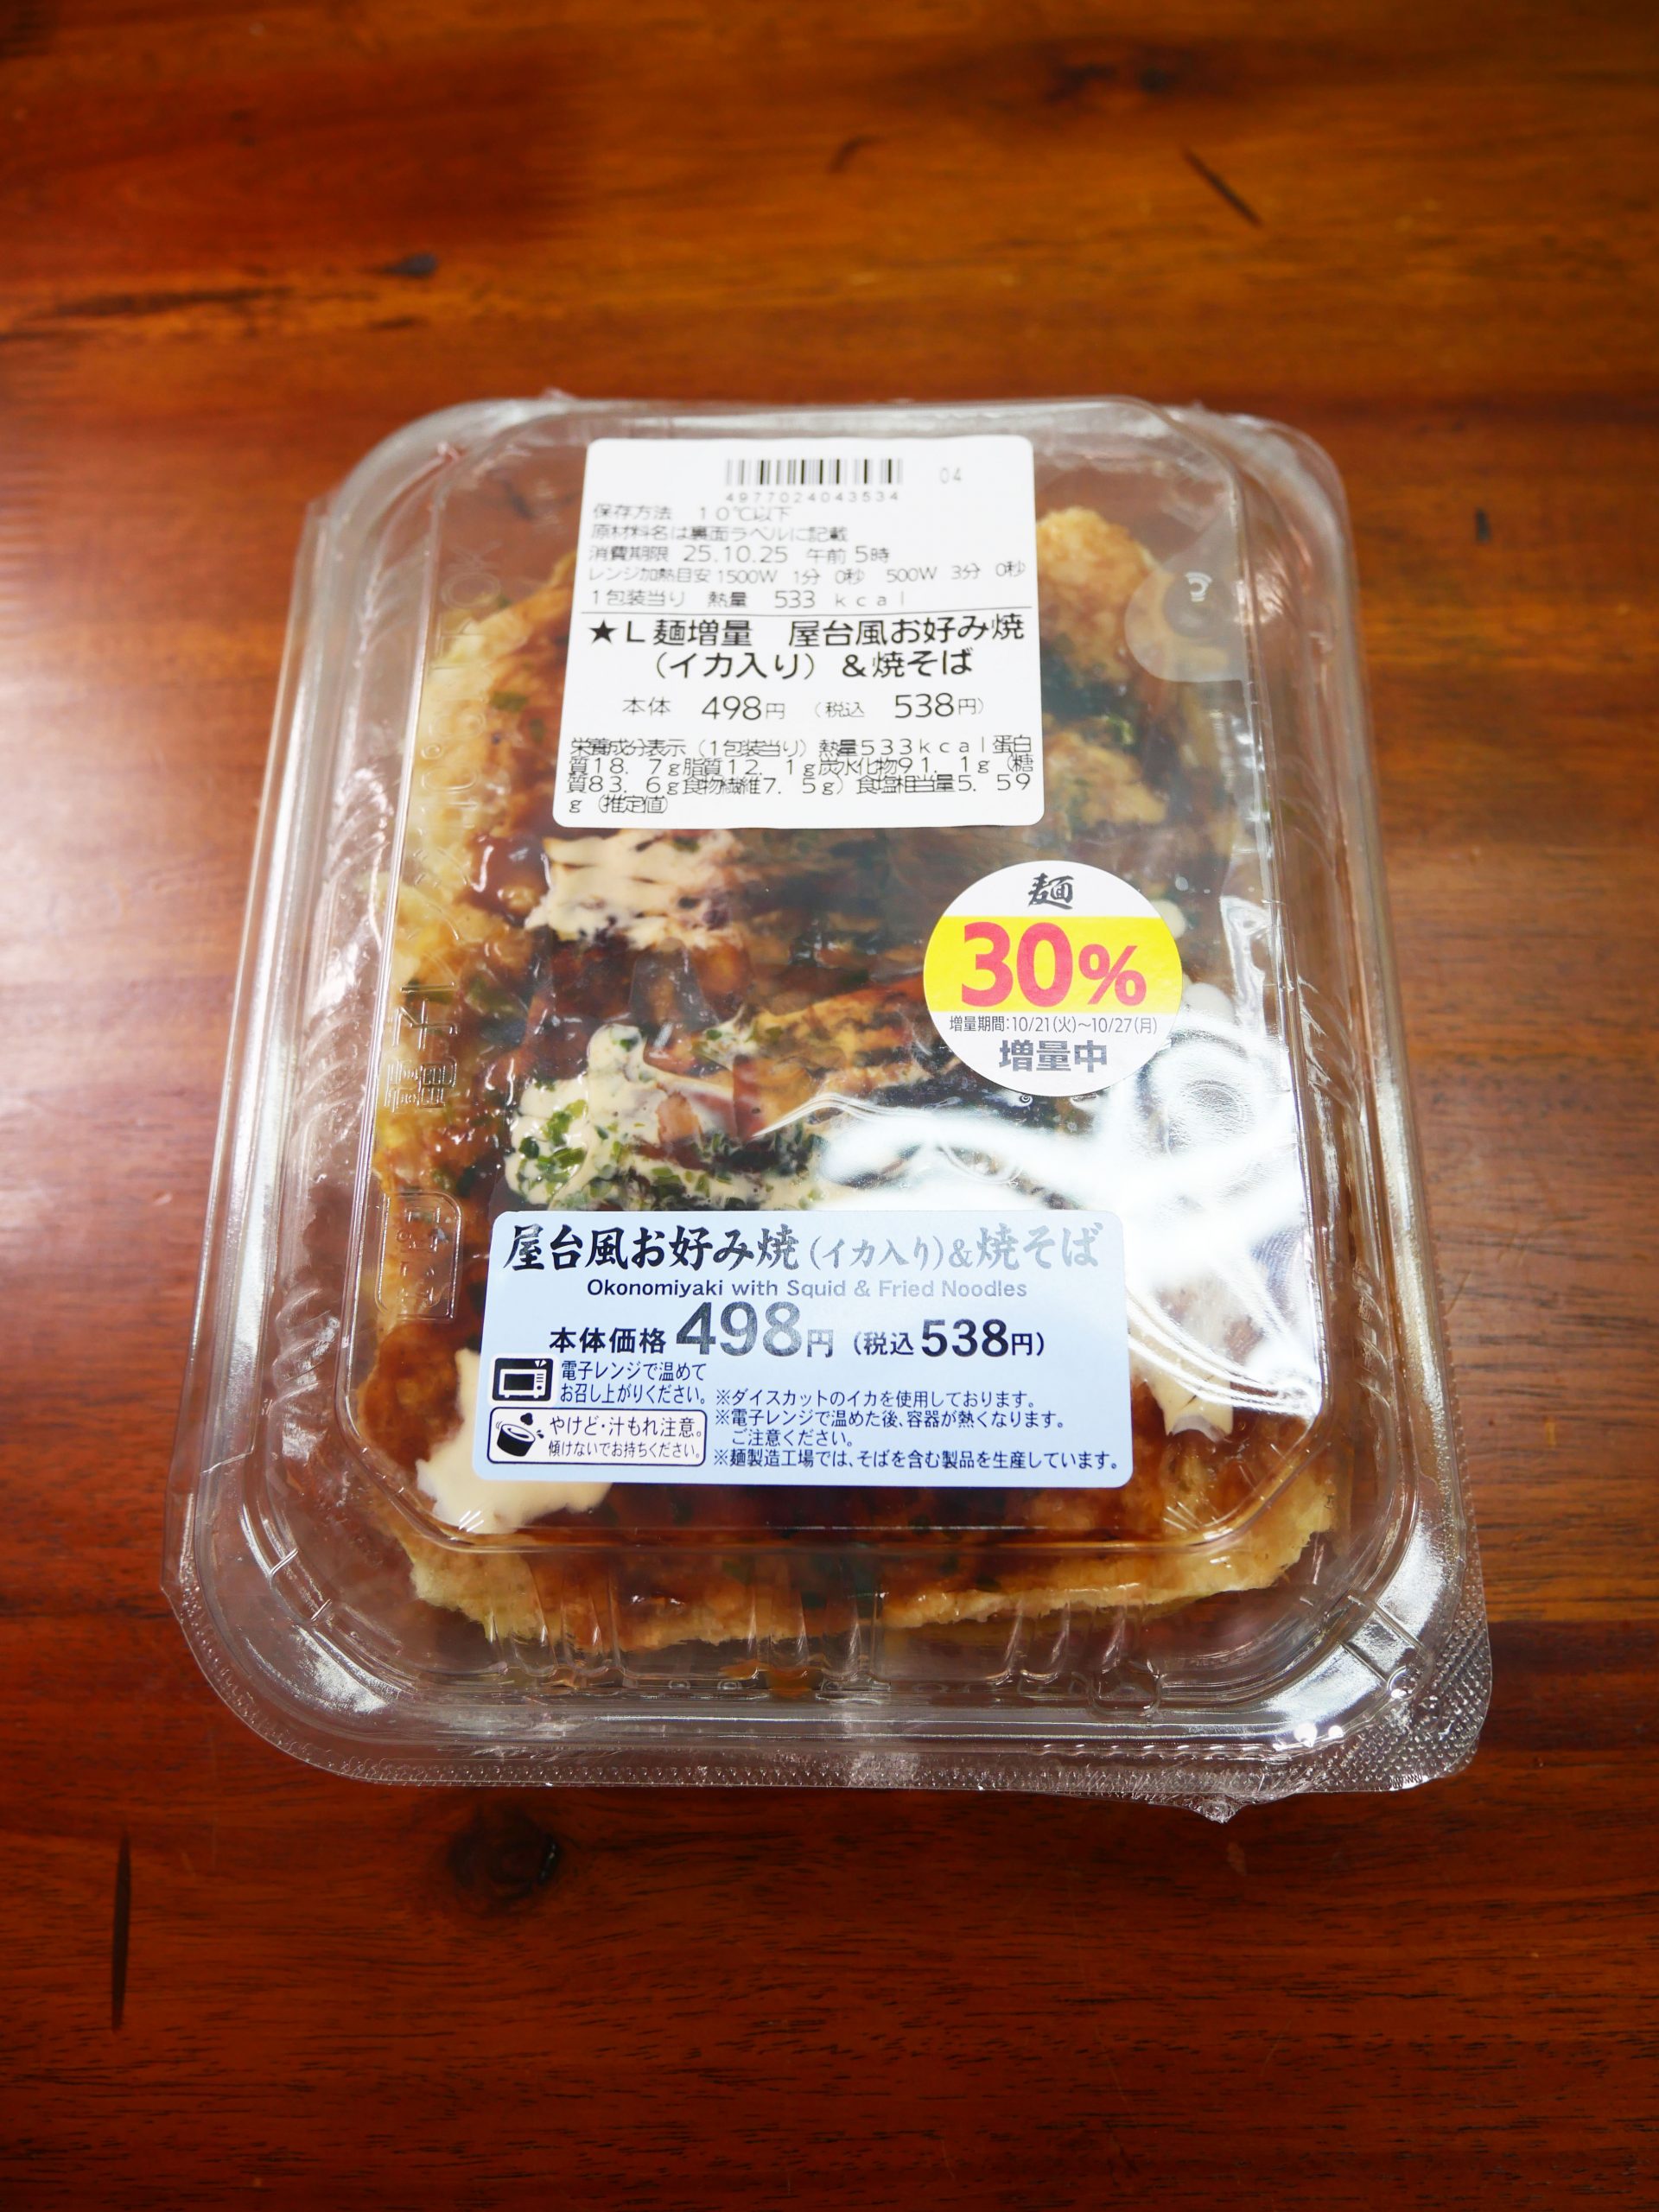 04
4977024043534
保存方法 10℃以下
原材料名は裏面ラベルに記載
消費期限 25.10.25 午前5時
レンジ加熱目安1500W 1分 0秒 500W 3分 0秒
1包装当り 熱量 533 kcal
★L麺増量 屋台風お好み焼
(イカ入り)&焼そば
本体 498円 (税込 538円)
栄養成分表示(1包装当り)熱量533kcal蛋白
質18.7g脂質12.1g炭水化物91.1g(糖
質83.6g食物繊維7.5g)食塩相当量5.59
g(推定値)
麺
30%
増量期間:10/21(火)~10/27(月)
増量中
屋台風お好み焼(イカ入り)&焼そば
Okonomiyaki with Squid & Fried Noodles
本体価格498円(税込538円)
電子レンジで温めて
お召し上がりください。
やけど・汁もれ注意。
傾けないでお持ちください。
※ダイスカットのイカを使用しております。
※電子レンジで温めた後、容器が熱くなります。
ご注意ください。
※麺製造工場では、そばを含む製品を生産しています。